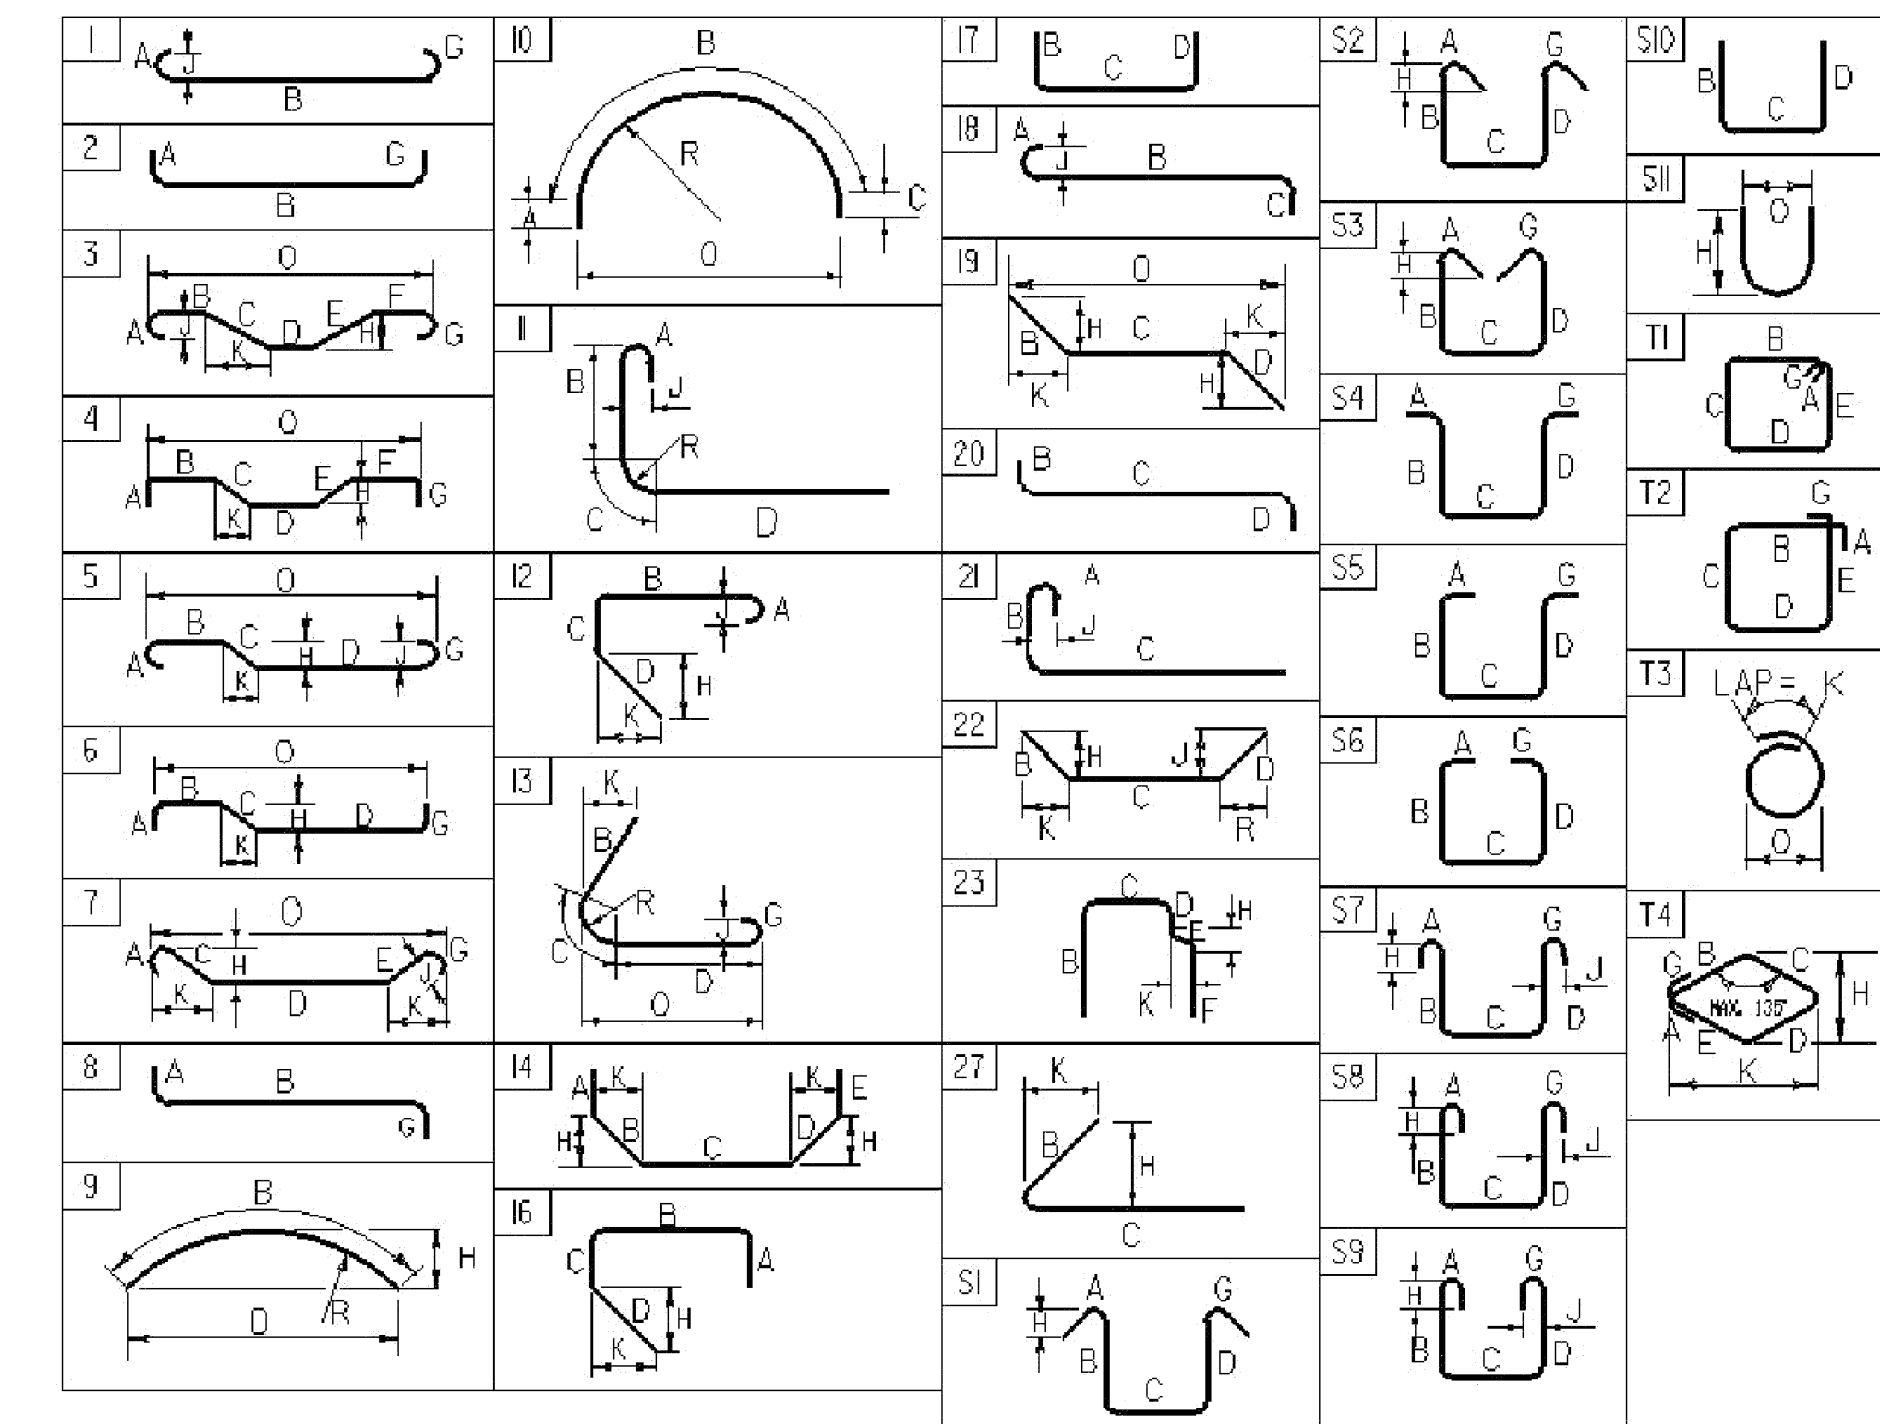 1
A J G
B
2
A G
B
3
O
B C E F
A J D H G
K
4
O
B C E F
A H G
K D
5
O
B C H D J
A G
K
6
O
B C H D
A G
K
7
O
A C H E G
J
K D K
8
A B
G
9
B
H
O R
10
B
R
A C
O
11
A
B J
R
C D
12
B
C J A
D H
K
13
K
B
R G
C J
D
O
14
A K K E
H B C D H
16
B
C A
D H
K
17
B D
C
18
A J B
C
19
O
H C K
B D
K H
20
B C
D
21
A
B J
C
22
H J
B D
C
K R
23
C D H
E
B
K F
27
K
B H
C
S1
A G
H
B D
C
S2
A G
H
B D
C
S3
A G
H
B D
C
S4
A G
B D
C
S5
A G
B D
C
S6
A G
B D
C
S7
A G
H J
B C D
S8
A G
H J
B C D
S9
A G
H J
B C D
S10
B D
C
S11
O
H
T1
B
G
C A E
D
T2
G
B A
C E
D
T3
LAP = K
O
T4
B C
G
MAX. 135° H
A E D
K